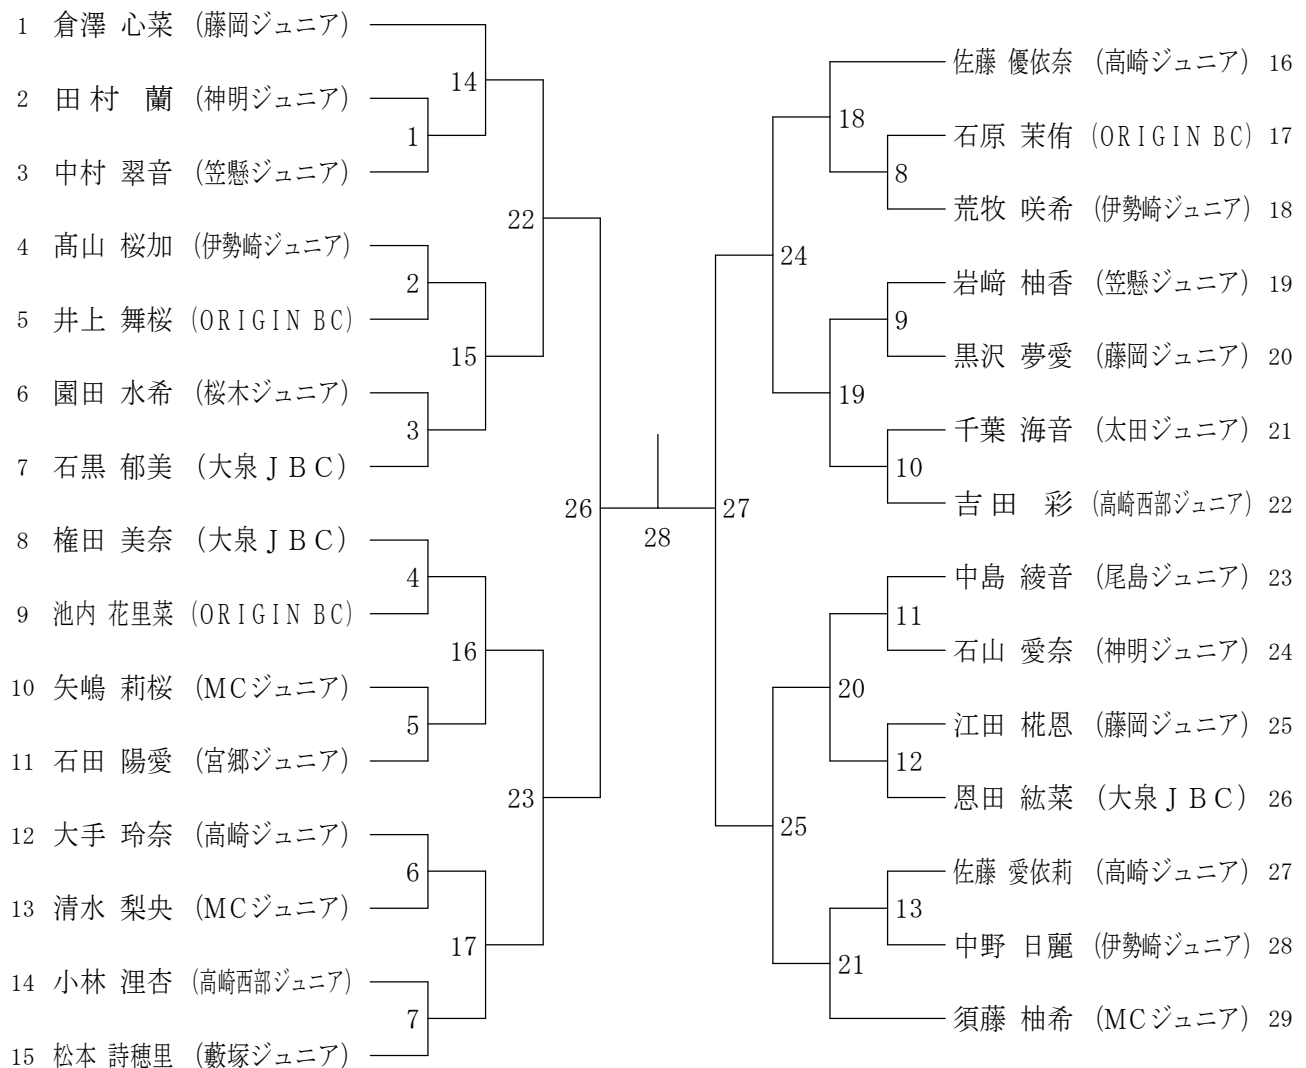 1 倉澤 心菜 (藤岡ジュニア)
2 田村 蘭 (神明ジュニア)
3 中村 翠音 (笠懸ジュニア)
4 髙山 桜加 (伊勢崎ジュニア)
5 井上 舞桜 (ORIGIN BC)
6 園田 水希 (桜木ジュニア)
7 石黒 郁美 (大泉ＪＢＣ)
8 権田 美奈 (大泉ＪＢＣ)
9 池内 花里菜 (ORIGIN BC)
10 矢嶋 莉桜 (MCジュニア)
11 石田 陽愛 (宮郷ジュニア)
12 大手 玲奈 (高崎ジュニア)
13 清水 梨央 (MCジュニア)
14 小林 浬杏 (高崎西部ジュニア)
15 松本 詩穂里 (藪塚ジュニア)
1
2
3
4
5
6
7
14
15
16
17
22
23
26
28
27
24
25
18
19
20
21
8
9
10
11
12
13
佐藤 優依奈 (高崎ジュニア) 16
石原 茉侑 (ORIGIN BC) 17
荒牧 咲希 (伊勢崎ジュニア) 18
岩﨑 柚香 (笠懸ジュニア) 19
黒沢 夢愛 (藤岡ジュニア) 20
千葉 海音 (太田ジュニア) 21
吉田 彩 (高崎西部ジュニア) 22
中島 綾音 (尾島ジュニア) 23
石山 愛奈 (神明ジュニア) 24
江田 椛恩 (藤岡ジュニア) 25
恩田 紘菜 (大泉ＪＢＣ) 26
佐藤 愛依莉 (高崎ジュニア) 27
中野 日麗 (伊勢崎ジュニア) 28
須藤 柚希 (MCジュニア) 29